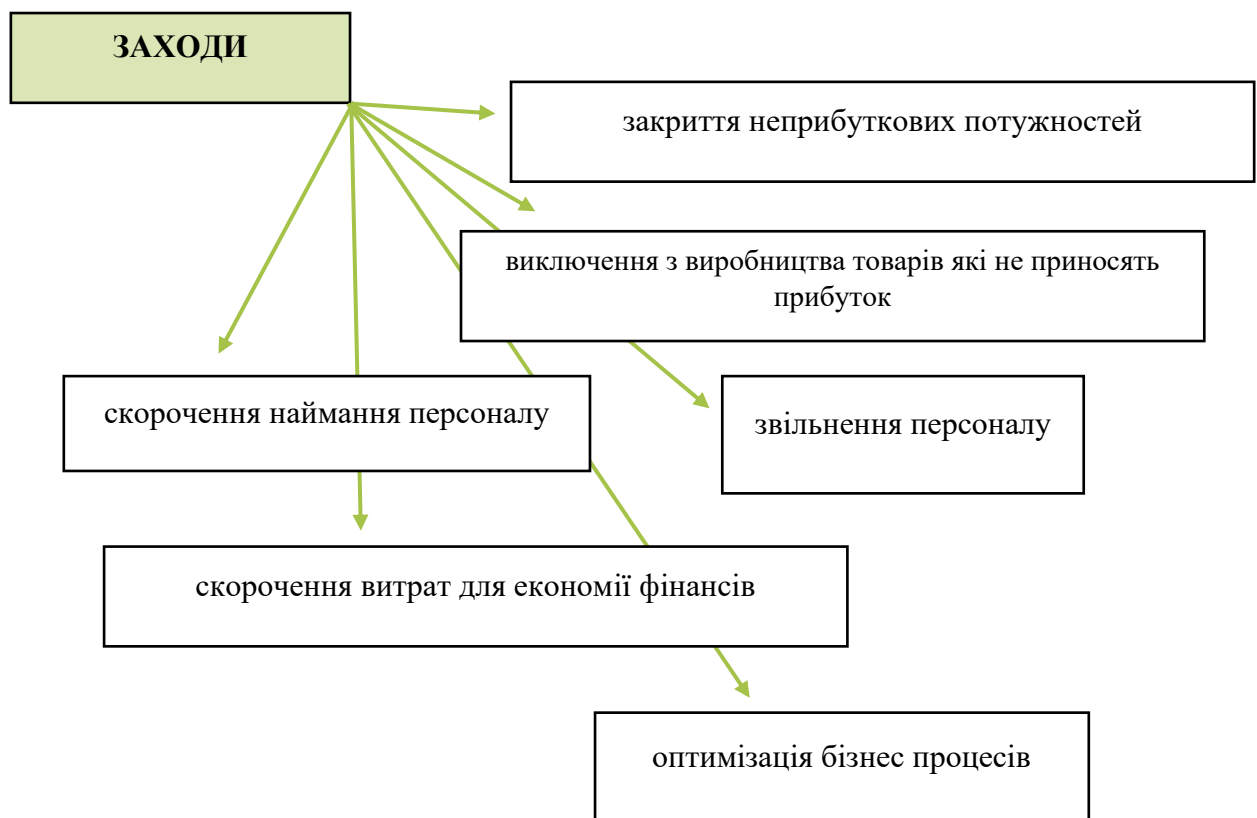 ЗАХОДИ
закриття неприбуткових потужностей
виключення з виробництва товарів які не приносять
прибуток
скорочення наймання персоналу
звільнення персоналу
скорочення витрат для економії фінансів
оптимізація бізнес процесів